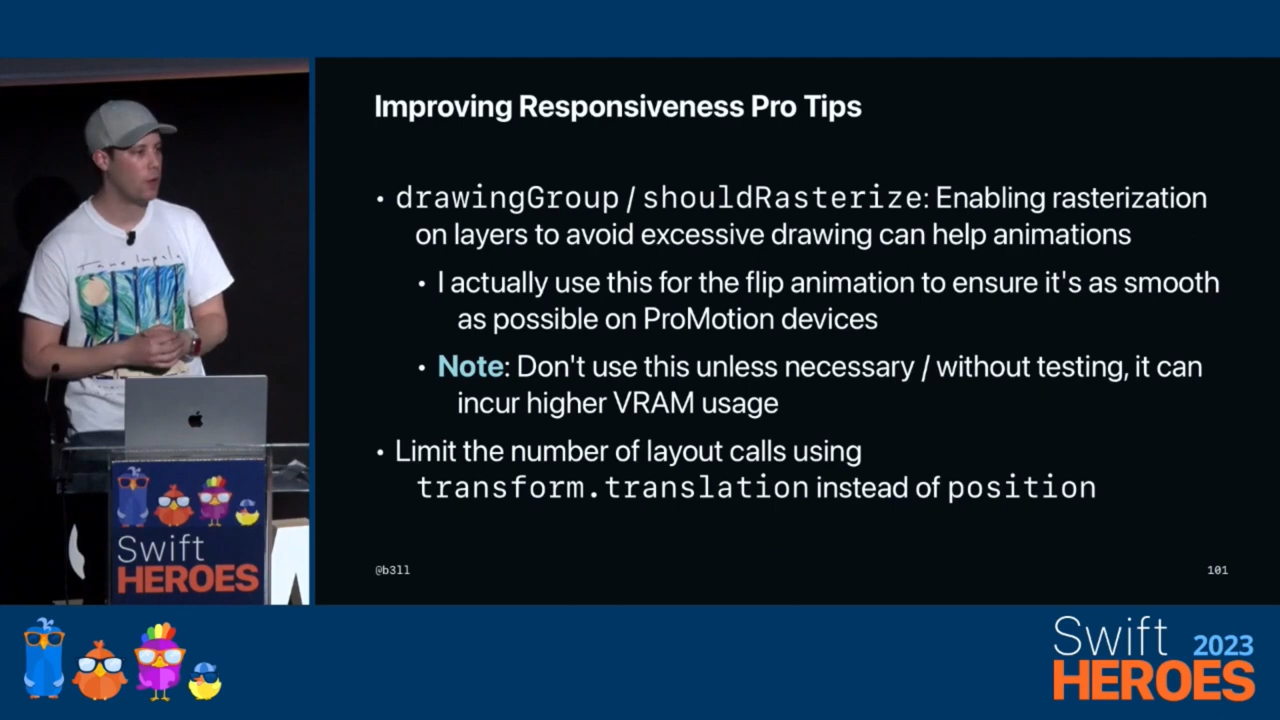 Improving Responsiveness Pro Tips
• drawingGroup / shouldRasterize: Enabling rasterization
on layers to avoid excessive drawing can help animations
• I actually use this for the flip animation to ensure it's as smooth
as possible on ProMotion devices
• Note: Don't use this unless necessary / without testing, it can
incur higher VRAM usage
• Limit the number of layout calls using
transform.translation instead of position
@b3ll
101
Tame Impala
Swift
HEROES
Swift 2023
HEROES